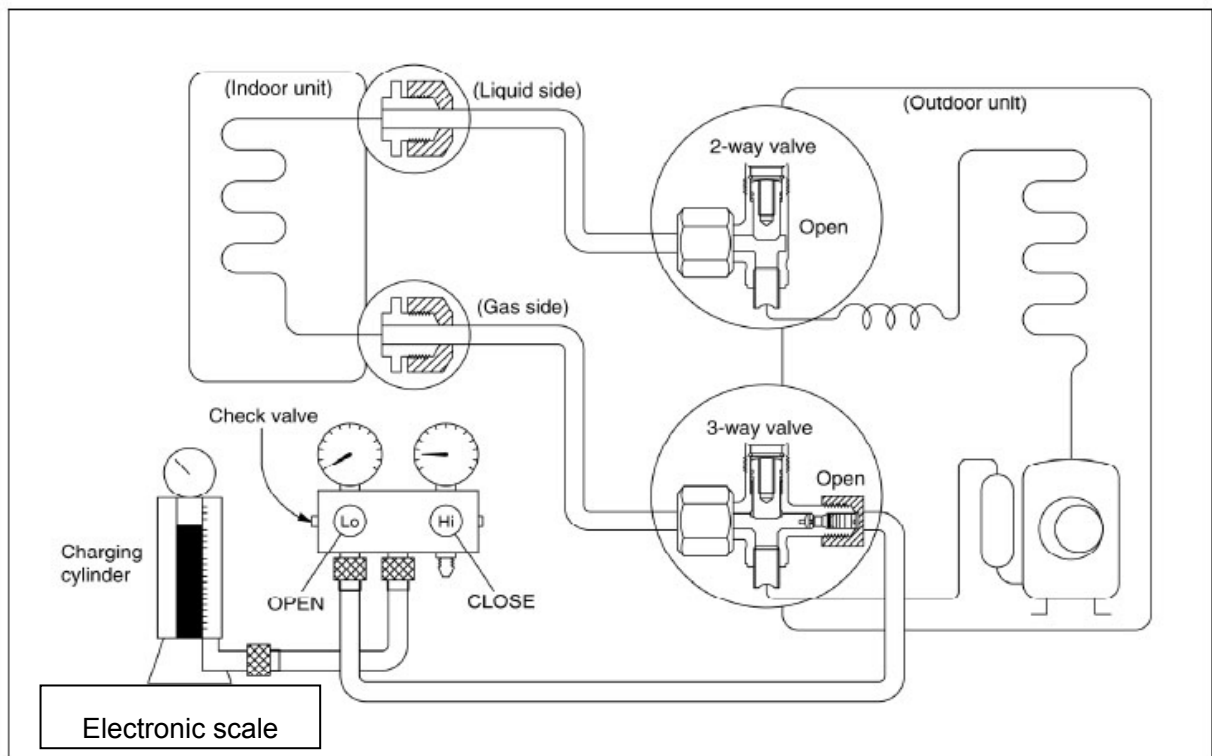 (Indoor unit)
(Liquid side)
(Outdoor unit)
2-way valve
Open
(Gas side)
Check valve
3-way valve
Open
Lo
Hi
Charging
cylinder
OPEN
CLOSE
Electronic scale